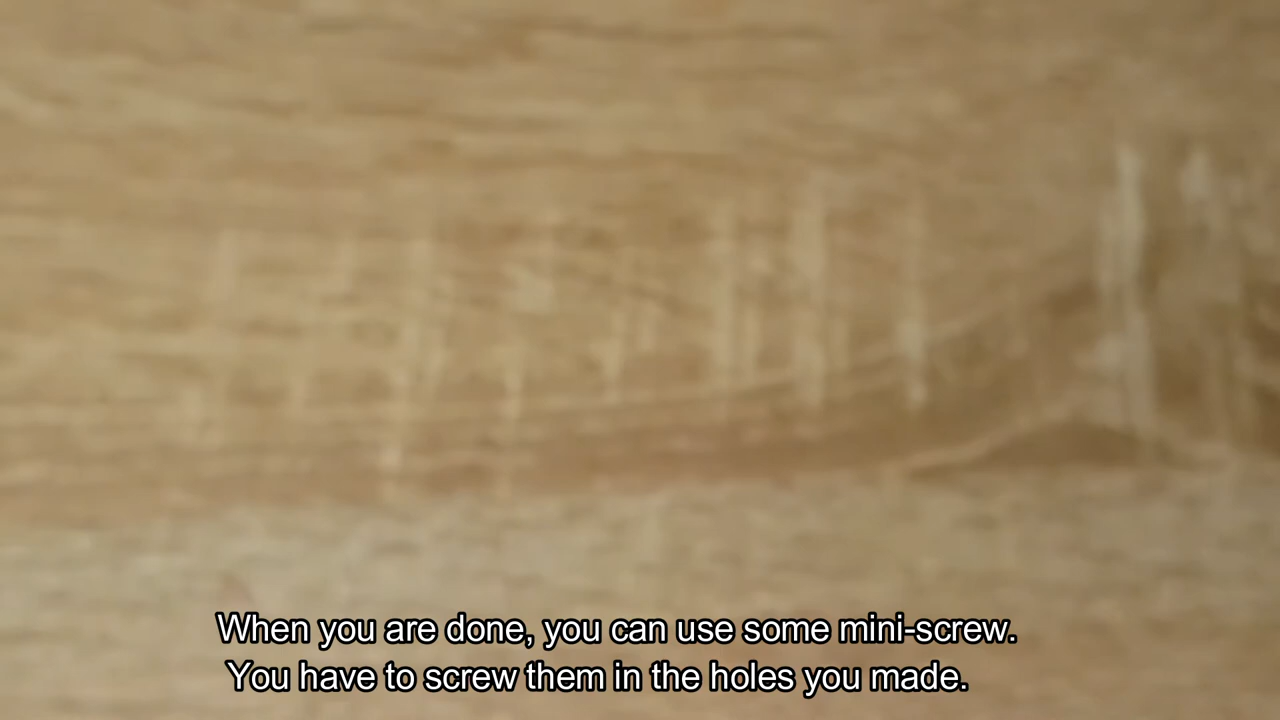 When you are done, you can use some mini-screw.
You have to screw them in the holes you made.